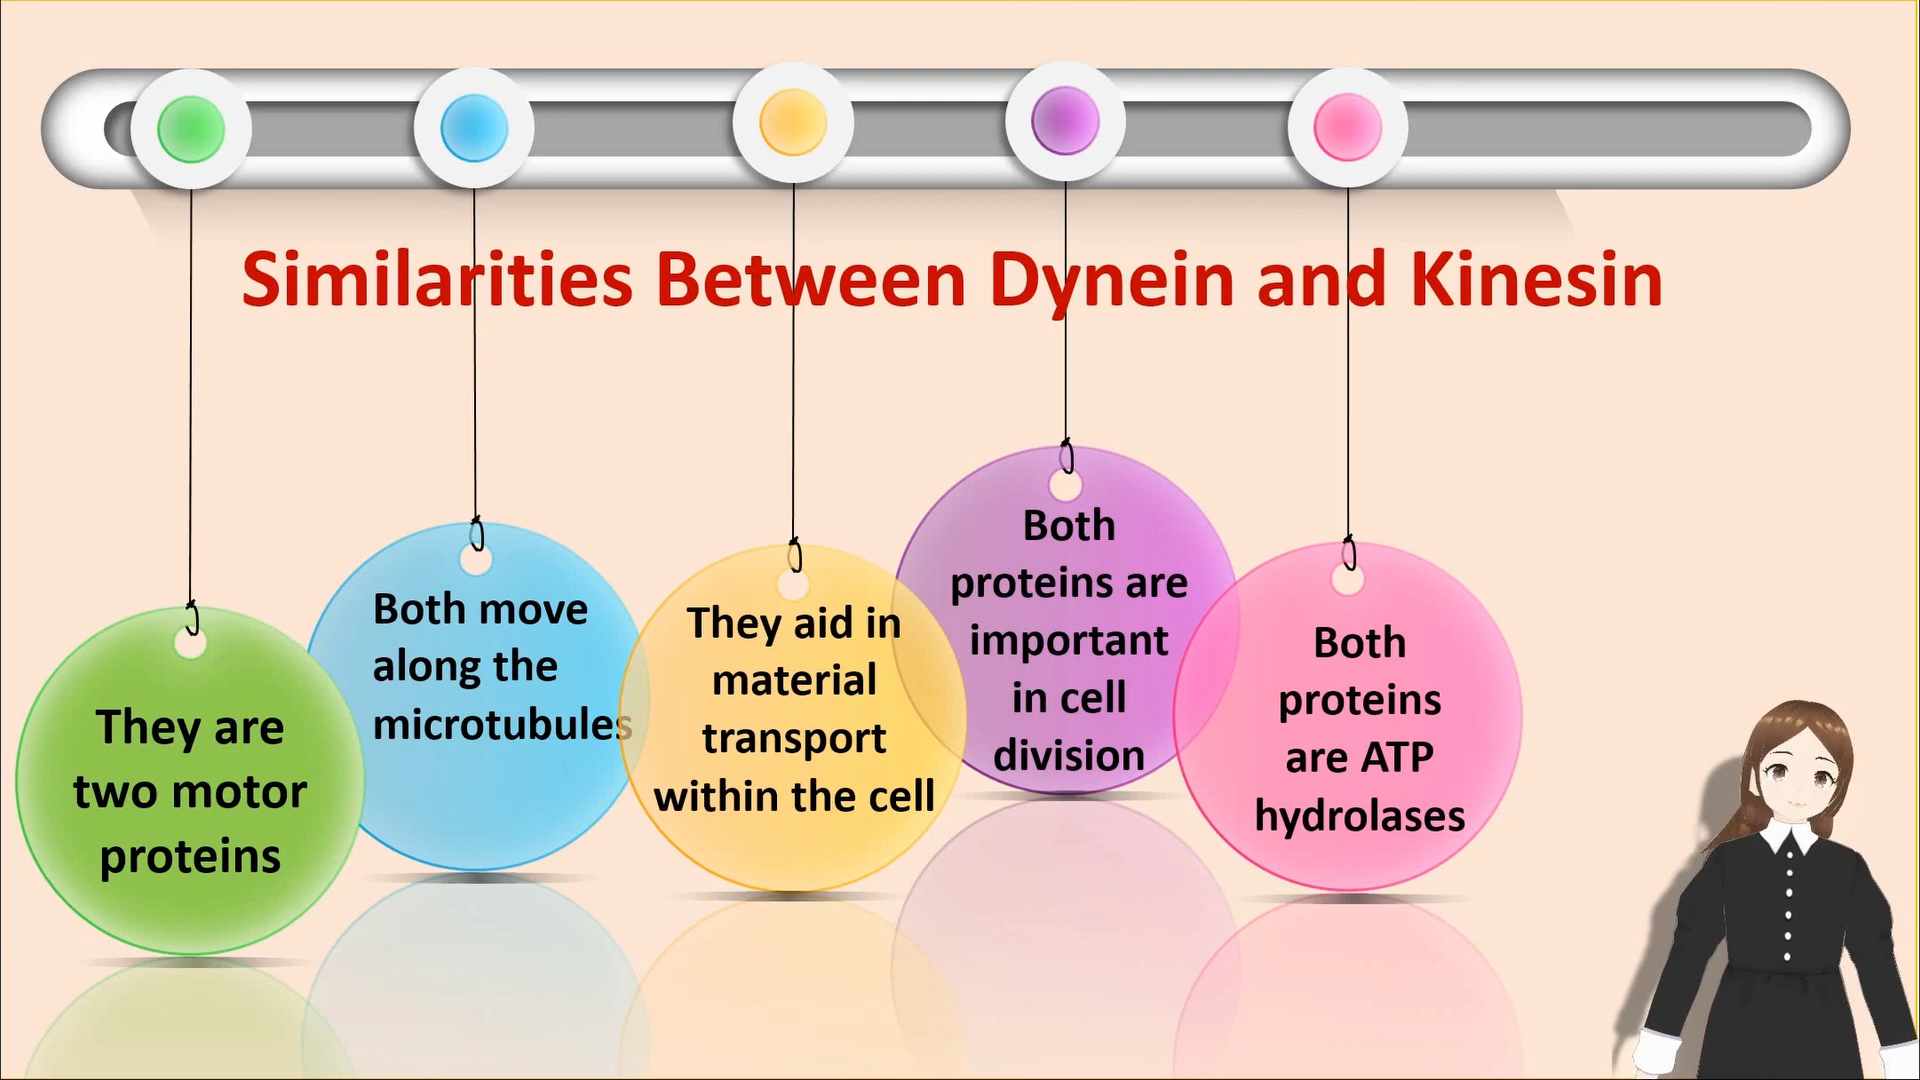 Similarities Between Dynein and Kinesin
They are
two motor
proteins
Both move
along the
microtubules
They aid in
material
transport
within the cell
Both
proteins are
important
in cell
division
Both
proteins
are ATP
hydrolases